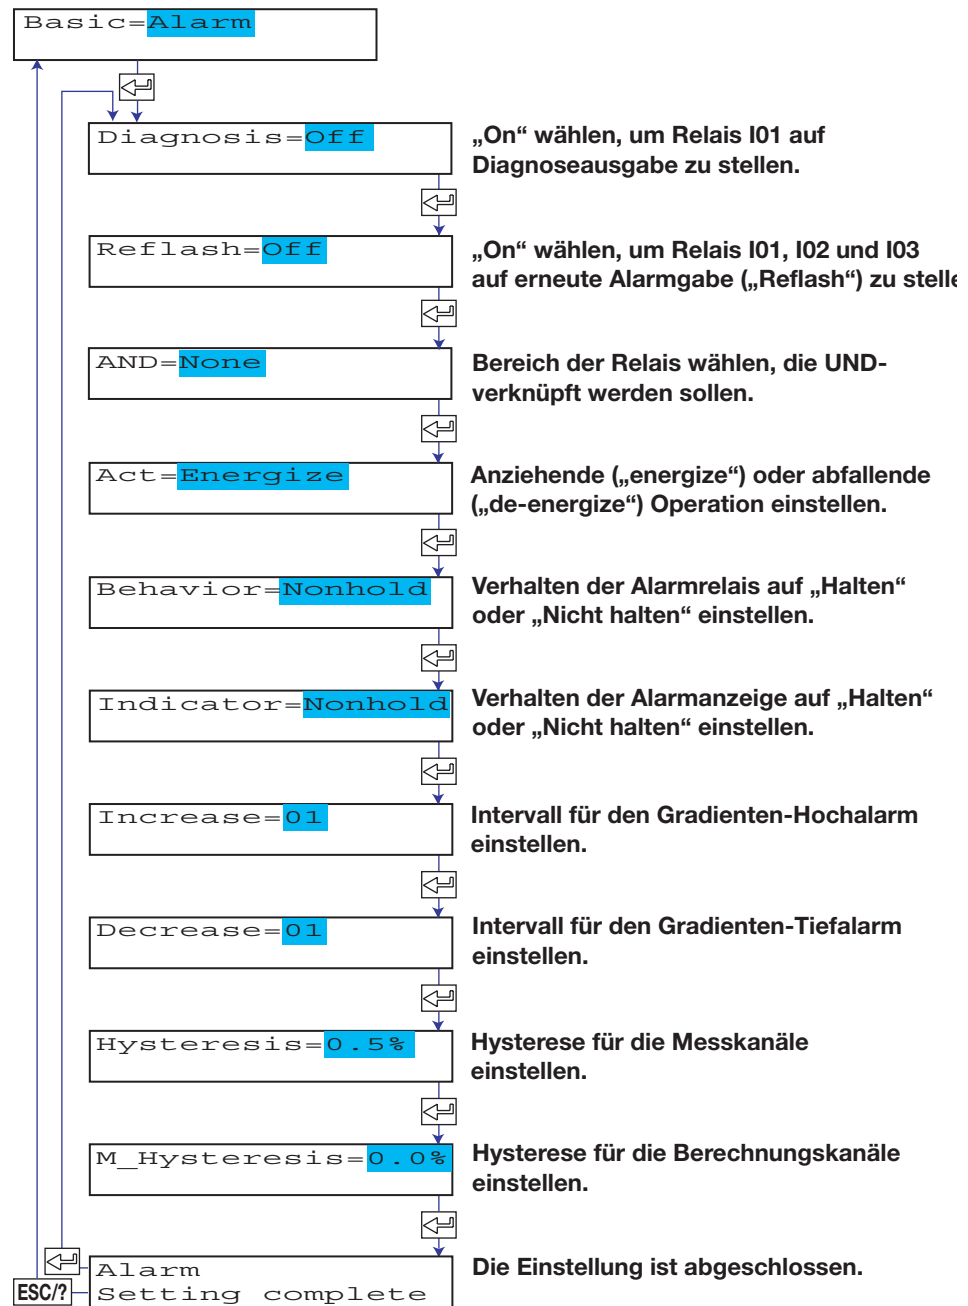 Basic=Alarm
Diagnosis=Off
„On“ wählen, um Relais I01 auf
Diagnoseausgabe zu stellen.
Reflash=Off
„On“ wählen, um Relais I01, I02 und I03
auf erneute Alarmgabe („Reflash“) zu stelle
AND=None
Bereich der Relais wählen, die UND-
verknüpft werden sollen.
Act=Energize
Anziehende („energize“) oder abfallende
(„de-energize“) Operation einstellen.
Behavior=Nonhold
Verhalten der Alarmrelais auf „Halten“
oder „Nicht halten“ einstellen.
Indicator=Nonhold
Verhalten der Alarmanzeige auf „Halten“
oder „Nicht halten“ einstellen.
Increase=01
Intervall für den Gradienten-Hochalarm
einstellen.
Decrease=01
Intervall für den Gradienten-Tiefalarm
einstellen.
Hysteresis=0.5%
Hysterese für die Messkanäle
einstellen.
M_Hysteresis=0.0%
Hysterese für die Berechnungskanäle
einstellen.
Alarm
Setting complete
Die Einstellung ist abgeschlossen.
ESC/?